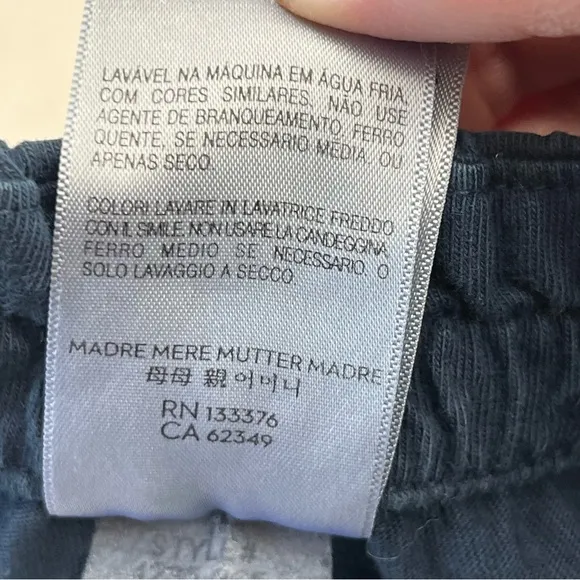 LAVÁVEL NA MÁQUINA EM ÁGUA FRIA,
COM CORES SIMILARES, NÃO USE
AGENTE DE BRANQUEAMENTO. FERRO
QUENTE, SE NECESSARIO MEDIA, OU
APENAS SECO.
COLORI LAVARE IN LAVATRICE FREDDO
CON IL SIMILE. NON USARE LA CANDEGGINA,
FERRO MEDIO SE NECESSARIO, O
SOLO LAVAGGIO A SECCO.
MADRE MERE MUTTER MADRE
母母 親 어머니
RN 133376
CA 62349